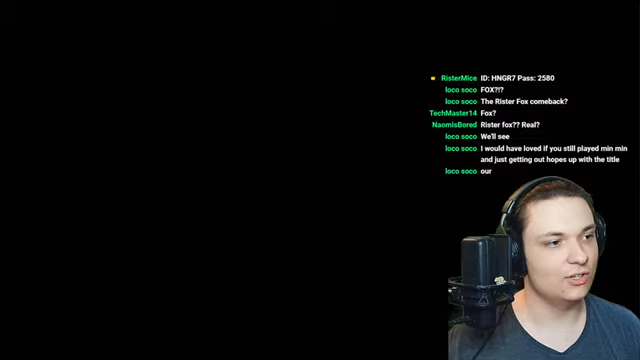 RisterMice ID: HNGR7 Pass: 2580
loco soco FOX?!?
loco soco The Rister Fox comeback?
TechMaster14 Fox?
NaomisBored Rister fox?? Real?
loco soco We'll see
loco soco I would have loved if you still played min min
and just getting out hopes up with the title
loco soco our